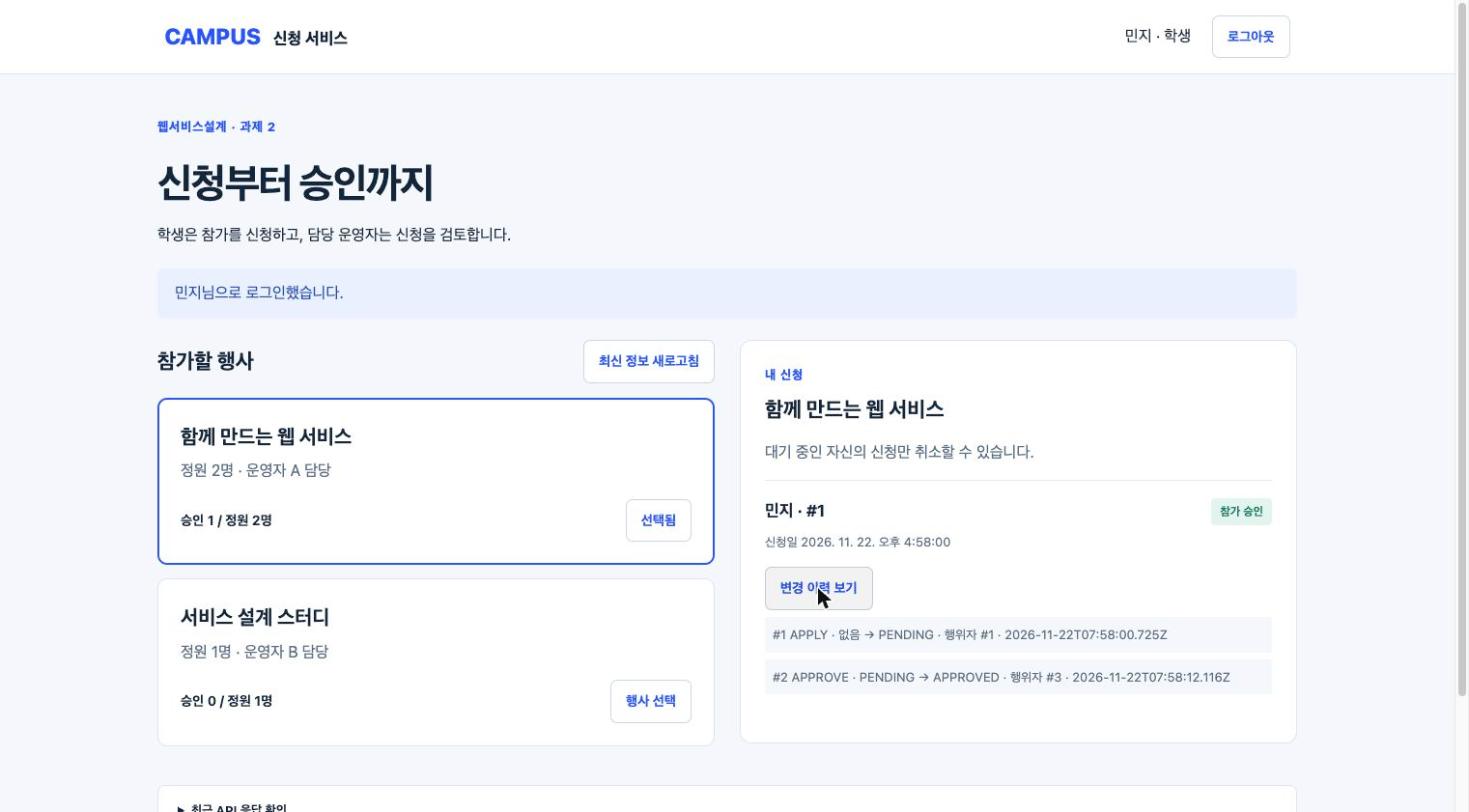 CAMPUS 신청 서비스
민지 · 학생
로그아웃
웹서비스설계 · 과제 2
신청부터 승인까지
학생은 참가를 신청하고, 담당 운영자는 신청을 검토합니다.
민지님으로 로그인했습니다.
참가할 행사
최신 정보 새로고침
함께 만드는 웹 서비스
정원 2명 · 운영자 A 담당
승인 1 / 정원 2명
선택됨
서비스 설계 스터디
정원 1명 · 운영자 B 담당
승인 0 / 정원 1명
행사 선택
내 신청
함께 만드는 웹 서비스
대기 중인 자신의 신청만 취소할 수 있습니다.
민지 · #1
참가 승인
신청일 2026. 11. 22. 오후 4:58:00
변경 이력 보기
#1 APPLY · 없음 → PENDING · 행위자 #1 · 2026-11-22T07:58:00.725Z
#2 APPROVE · PENDING → APPROVED · 행위자 #3 · 2026-11-22T07:58:12.116Z
▶ 최근 API 응답 확인